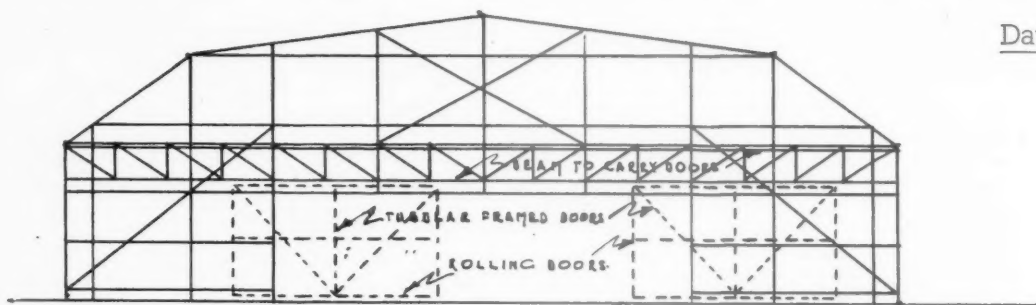 Da
BEAM TO CARRY DOORS
TUBULAR FRAMED DOORS
ROLLING DOORS.